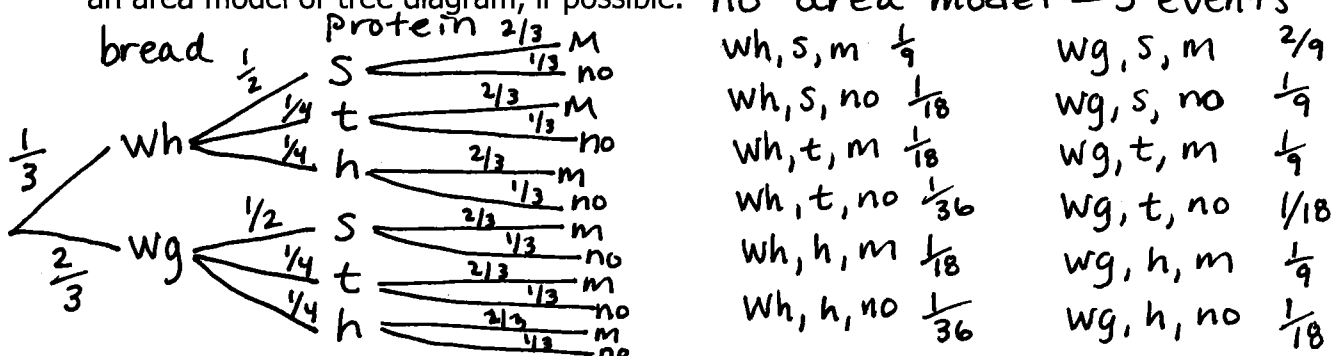 an area model or tree diagram, if possible. no area model – 3 events
bread
protein
1/3 wh
1/2 s 2/3 M
1/3 no
1/4 t 2/3 M
1/3 no
1/4 h 2/3 m
1/3 no
2/3 wg
1/2 s 2/3 m
1/3 no
1/4 t 2/3 m
1/3 no
1/4 h 2/3 m
1/3 no
wh, s, m 1/9
wh, s, no 1/18
wh, t, m 1/18
wh, t, no 1/36
wh, h, m 1/18
wh, h, no 1/36
wg, s, m 2/9
wg, s, no 1/9
wg, t, m 1/9
wg, t, no 1/18
wg, h, m 1/9
wg, h, no 1/18